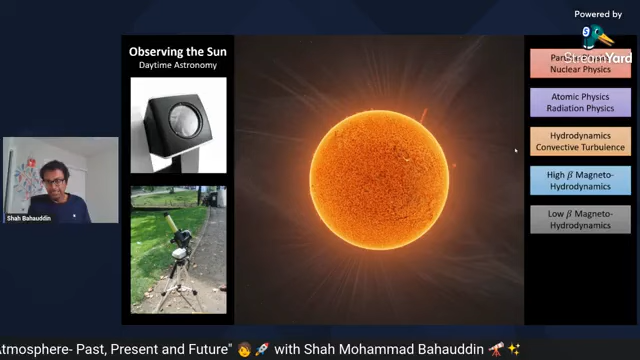 Powered by
StreamYard
Observing the Sun
Daytime Astronomy
Nuclear Physics
Atomic Physics
Radiation Physics
Hydrodynamics
Convective Turbulence
High β Magneto-
Hydrodynamics
Low β Magneto-
Hydrodynamics
Shah Bahauddin
Atmosphere- Past, Present and Future" 🧑🚀 with Shah Mohammad Bahauddin 🔭✨